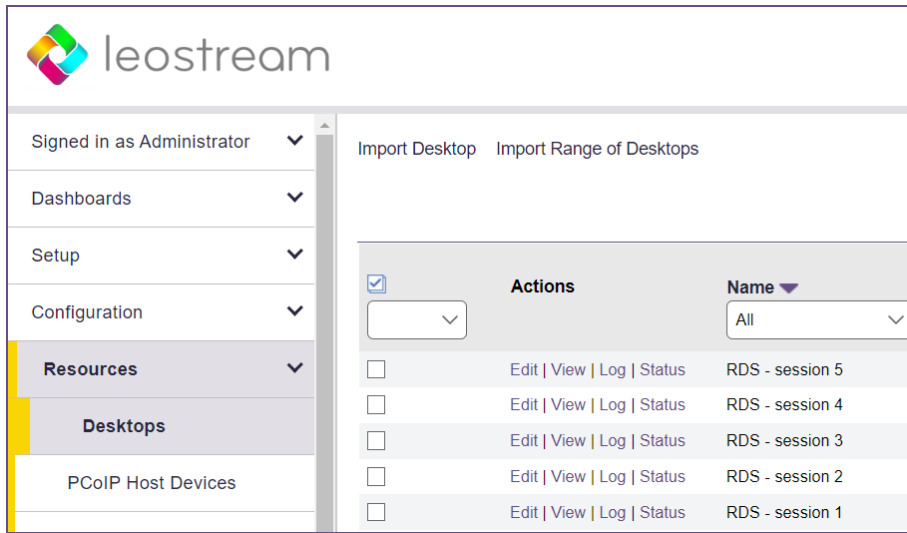 leostream
Signed in as Administrator
Dashboards
Setup
Configuration
Resources
Desktops
PCoIP Host Devices
Import Desktop Import Range of Desktops
Actions Name
All
Edit | View | Log | Status RDS - session 5
Edit | View | Log | Status RDS - session 4
Edit | View | Log | Status RDS - session 3
Edit | View | Log | Status RDS - session 2
Edit | View | Log | Status RDS - session 1